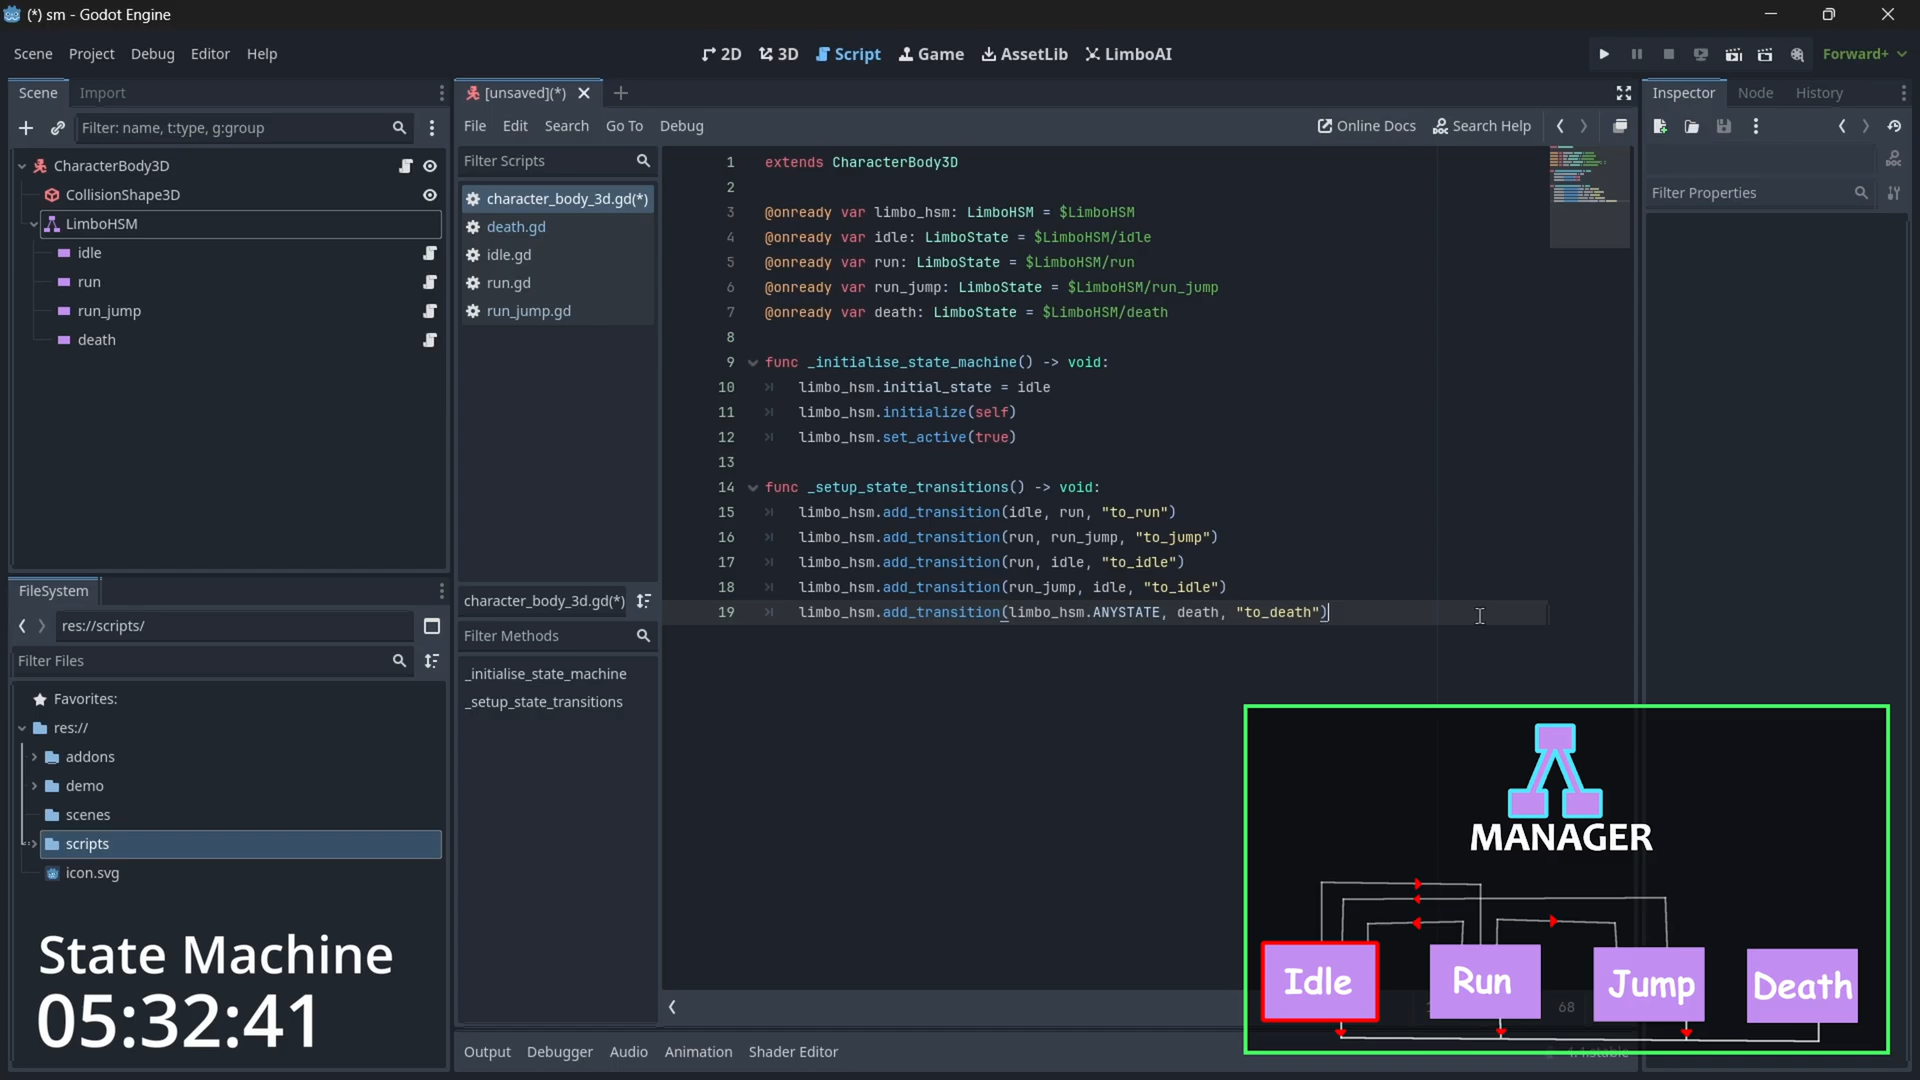 (*) sm - Godot Engine
Scene Project Debug Editor Help
2D 3D Script Game AssetLib LimboAI
Forward+
Scene Import
Filter: name, t:type, g:group
CharacterBody3D
CollisionShape3D
LimboHSM
idle
run
run_jump
death
FileSystem
res://scripts/
Filter Files
Favorites:
res://
addons
demo
scenes
scripts
icon.svg
State Machine
05:32:41
[unsaved](*)
File Edit Search Go To Debug
Online Docs Search Help
Filter Scripts
character_body_3d.gd(*)
death.gd
idle.gd
run.gd
run_jump.gd
character_body_3d.gd(*)
Filter Methods
_initialise_state_machine
_setup_state_transitions
1 extends CharacterBody3D
2
3 @onready var limbo_hsm: LimboHSM = $LimboHSM
4 @onready var idle: LimboState = $LimboHSM/idle
5 @onready var run: LimboState = $LimboHSM/run
6 @onready var run_jump: LimboState = $LimboHSM/run_jump
7 @onready var death: LimboState = $LimboHSM/death
8
9 func _initialise_state_machine() -> void:
10 limbo_hsm.initial_state = idle
11 limbo_hsm.initialize(self)
12 limbo_hsm.set_active(true)
13
14 func _setup_state_transitions() -> void:
15 limbo_hsm.add_transition(idle, run, "to_run")
16 limbo_hsm.add_transition(run, run_jump, "to_jump")
17 limbo_hsm.add_transition(run, idle, "to_idle")
18 limbo_hsm.add_transition(run_jump, idle, "to_idle")
19 limbo_hsm.add_transition(limbo_hsm.ANYSTATE, death, "to_death")
Inspector Node History
Filter Properties
MANAGER
Idle Run Jump Death
68
Output Debugger Audio Animation Shader Editor
4.4.stable